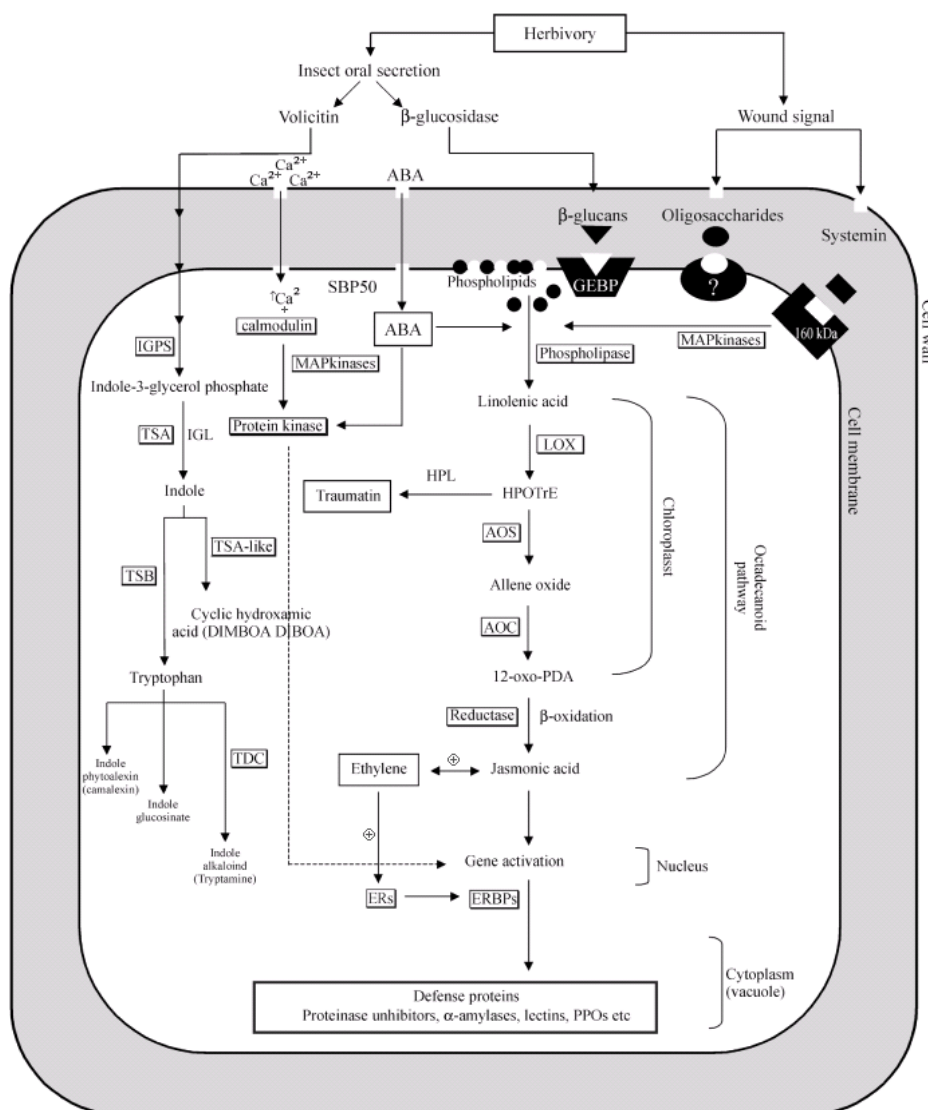 Herbivory
Insect oral secretion
Volicitin
β-glucosidase
Wound signal
Ca²⁺
Ca²⁺ Ca²⁺
ABA
β-glucans
Oligosaccharides
Systemin
Cell wall
SBP50
Phospholipids
GEBP
?
↑Ca²
+
calmodulin
ABA
160 kDa
IGPS
MAPkinases
Phospholipase
MAPkinases
Indole-3-glycerol phosphate
Linolenic acid
Cell membrane
Protein kinase
TSA
IGL
LOX
HPL
Traumatin
HPOTrE
Indole
Chloroplasst
AOS
TSA-like
Octadecanoid
pathway
TSB
Allene oxide
Cyclic hydroxamic
acid (DIMBOA DIBOA)
AOC
Tryptophan
12-oxo-PDA
Reductase
β-oxidation
TDC
Ethylene
⊕
Jasmonic acid
Indole
phytoalexin
(camalexin)
Indole
glucosinate
⊕
Indole
alkaloind
(Tryptamine)
Gene activation
Nucleus
ERs
ERBPs
Cytoplasm
(vacuole)
Defense proteins
Proteinase unhibitors, α-amylases, lectins, PPOs etc